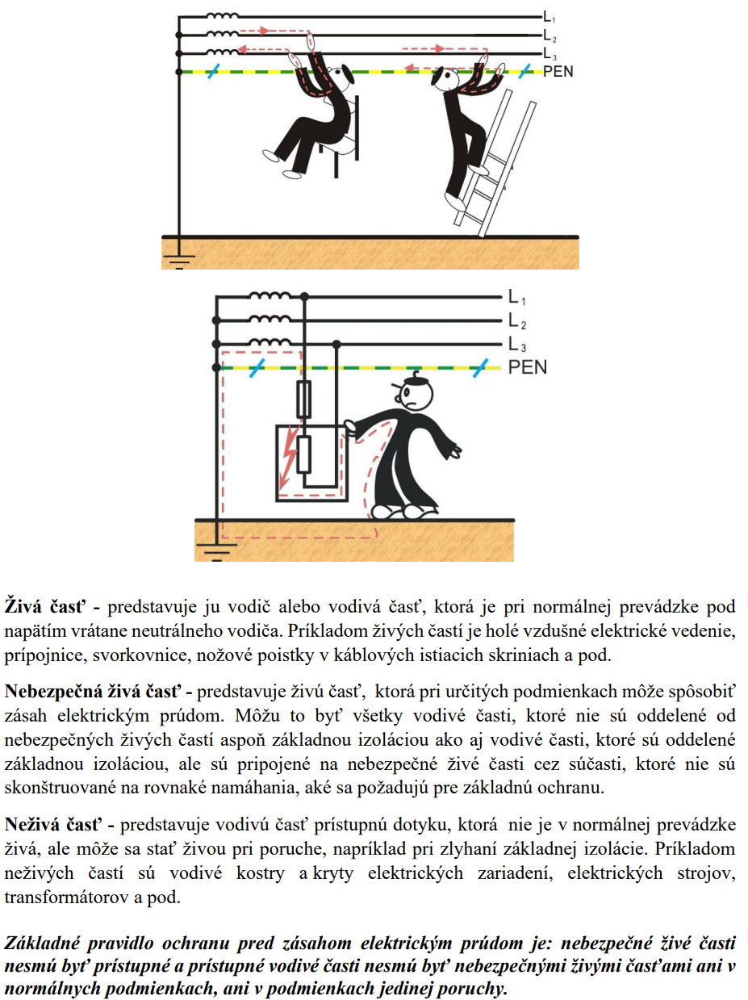 L1
L2
L3
PEN
L1
L2
L3
PEN
Živá časť - predstavuje ju vodič alebo vodivá časť, ktorá je pri normálnej prevádzke pod
napätím vrátane neutrálneho vodiča. Príkladom živých častí je holé vzdušné elektrické vedenie,
prípojnice, svorkovnice, nožové poistky v káblových istiacich skriniach a pod.
Nebezpečná živá časť - predstavuje živú časť, ktorá pri určitých podmienkach môže spôsobiť
zásah elektrickým prúdom. Môžu to byť všetky vodivé časti, ktoré nie sú oddelené od
nebezpečných živých častí aspoň základnou izoláciou ako aj vodivé časti, ktoré sú oddelené
základnou izoláciou, ale sú pripojené na nebezpečné živé časti cez súčasti, ktoré nie sú
skonštruované na rovnaké namáhania, aké sa požadujú pre základnú ochranu.
Neživá časť - predstavuje vodivú časť prístupnú dotyku, ktorá nie je v normálnej prevádzke
živá, ale môže sa stať živou pri poruche, napríklad pri zlyhaní základnej izolácie. Príkladom
neživých častí sú vodivé kostry a kryty elektrických zariadení, elektrických strojov,
transformátorov a pod.
Základné pravidlo ochranu pred zásahom elektrickým prúdom je: nebezpečné živé časti
nesmú byť prístupné a prístupné vodivé časti nesmú byť nebezpečnými živými časťami ani v
normálnych podmienkach, ani v podmienkach jedinej poruchy.